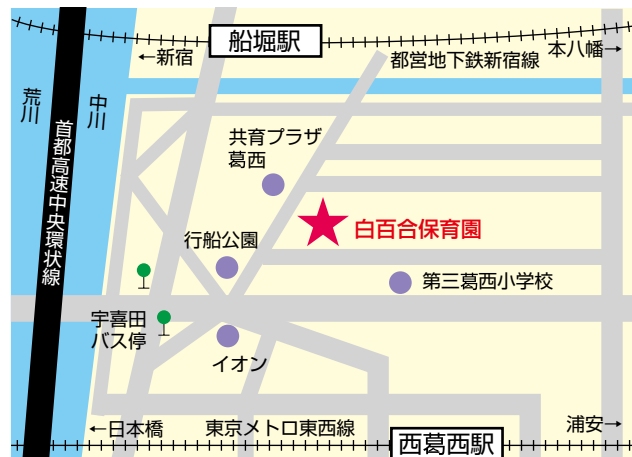 船堀駅
←新宿
本八幡→
都営地下鉄新宿線
荒川
中川
首都高速中央環状線
共育プラザ
葛西
白百合保育園
行船公園
第三葛西小学校
宇喜田
バス停
イオン
←日本橋
東京メトロ東西線
浦安→
西葛西駅